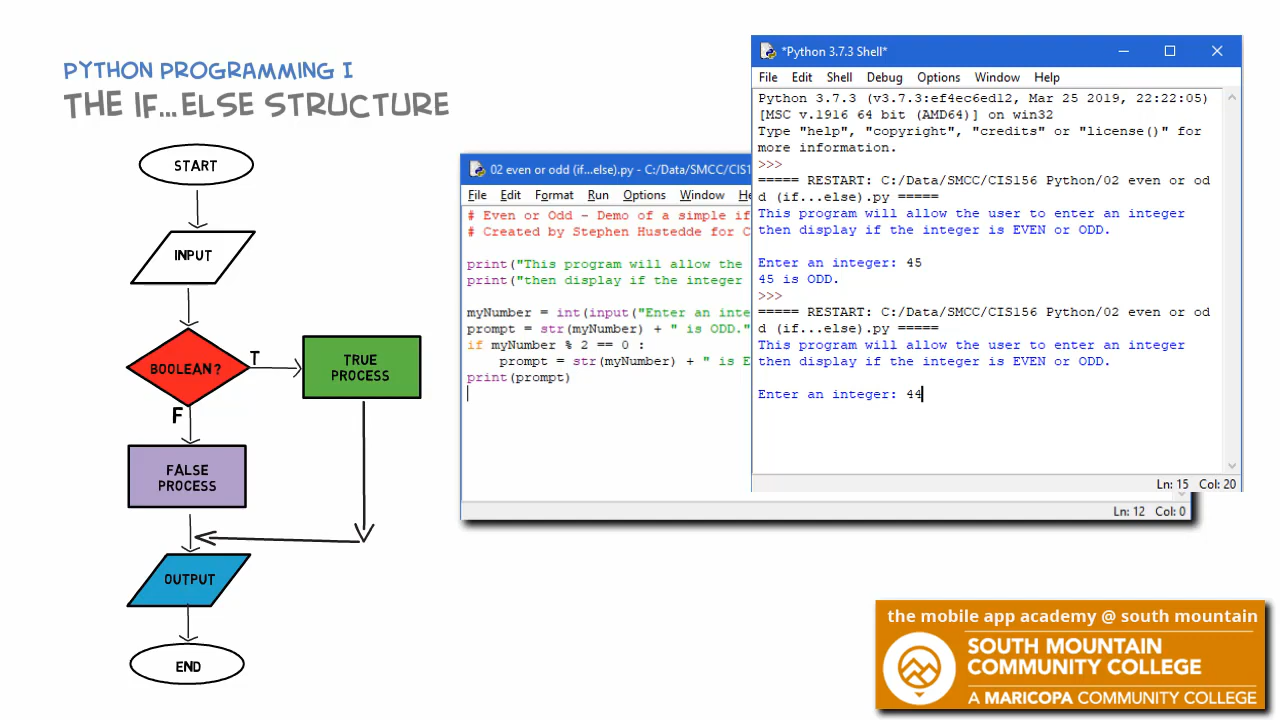 PYTHON PROGRAMMING I
THE IF...ELSE STRUCTURE
START
INPUT
BOOLEAN?
T
TRUE
PROCESS
F
FALSE
PROCESS
OUTPUT
END
02 even or odd (if...else).py - C:/Data/SMCC/CIS1
File Edit Format Run Options Window He
# Even or Odd - Demo of a simple if
# Created by Stephen Hustedde for C
print("This program will allow the
print("then display if the integer
myNumber = int(input("Enter an inte
prompt = str(myNumber) + " is ODD."
if myNumber % 2 == 0 :
prompt = str(myNumber) + " is E
print(prompt)
Ln: 12 Col: 0
*Python 3.7.3 Shell*
File Edit Shell Debug Options Window Help
Python 3.7.3 (v3.7.3:ef4ec6ed12, Mar 25 2019, 22:22:05)
[MSC v.1916 64 bit (AMD64)] on win32
Type "help", "copyright", "credits" or "license()" for
more information.
>>>
===== RESTART: C:/Data/SMCC/CIS156 Python/02 even or od
d (if...else).py =====
This program will allow the user to enter an integer
then display if the integer is EVEN or ODD.
Enter an integer: 45
45 is ODD.
>>>
===== RESTART: C:/Data/SMCC/CIS156 Python/02 even or od
d (if...else).py =====
This program will allow the user to enter an integer
then display if the integer is EVEN or ODD.
Enter an integer: 44
Ln: 15 Col: 20
the mobile app academy @ south mountain
SOUTH MOUNTAIN
COMMUNITY COLLEGE
A MARICOPA COMMUNITY COLLEGE